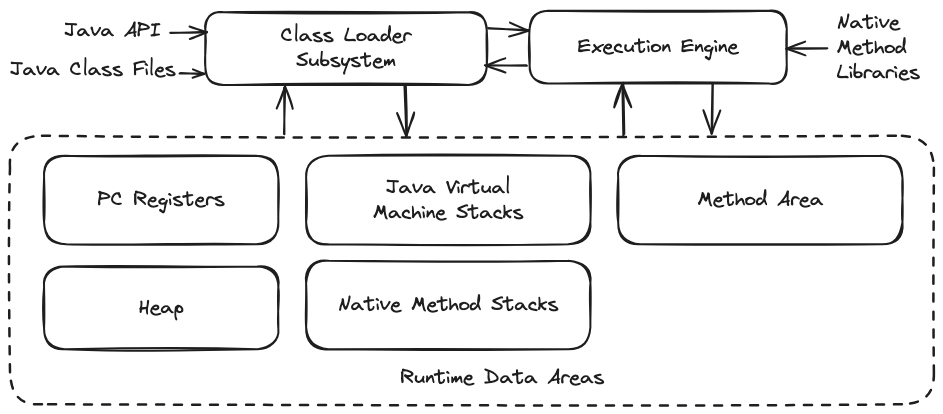 Java API
Java Class Files
Class Loader
Subsystem
Execution Engine
Native
Method
Libraries
PC Registers
Java Virtual
Machine Stacks
Method Area
Heap
Native Method Stacks
Runtime Data Areas